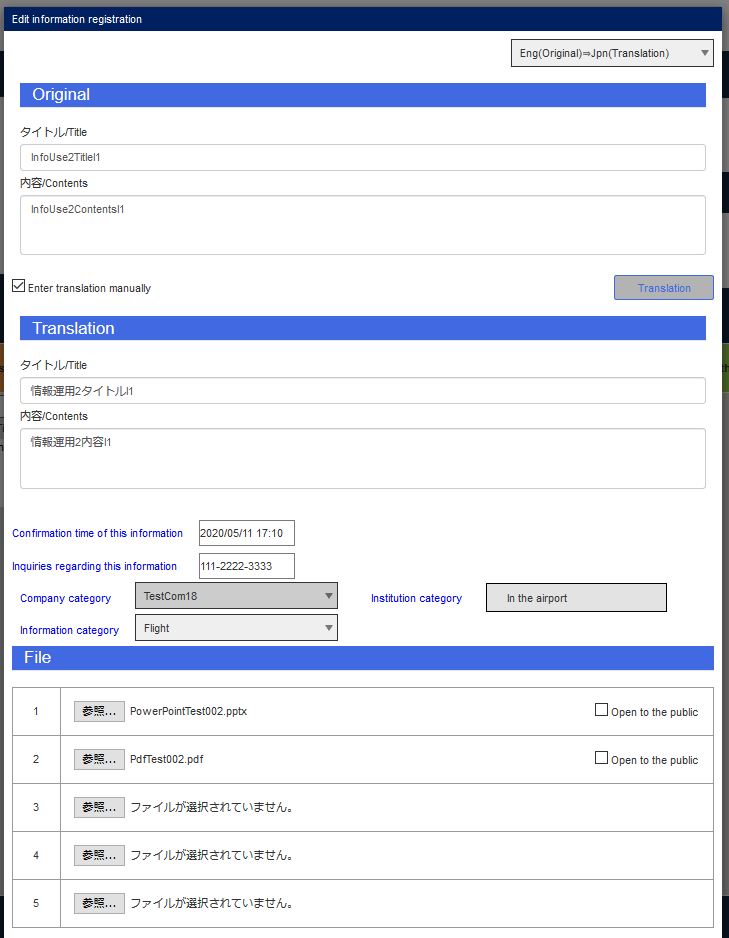 Edit information registration
Eng(Original)⇒Jpn(Translation)
Original
タイトル/Title
InfoUse2Titlel1
内容/Contents
InfoUse2Contentsl1
Enter translation manually
Translation
Translation
タイトル/Title
情報運用2タイトルl1
内容/Contents
情報運用2内容l1
Confirmation time of this information 2020/05/11 17:10
Inquiries regarding this information 111-2222-3333
Company category TestCom18 Institution category In the airport
Information category Flight
File
1 参照... PowerPointTest002.pptx Open to the public
2 参照... PdfTest002.pdf Open to the public
3 参照... ファイルが選択されていません。
4 参照... ファイルが選択されていません。
5 参照... ファイルが選択されていません。